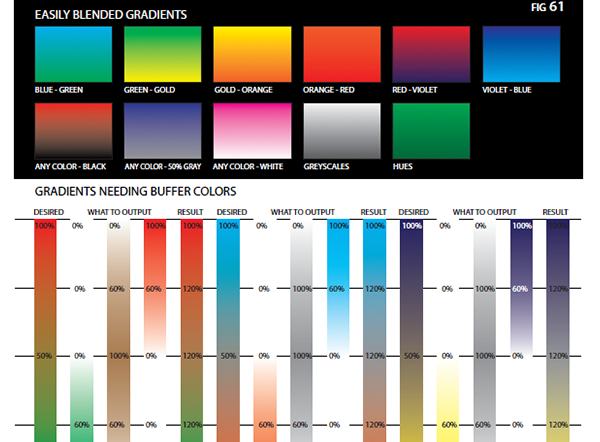 FIG 61
EASILY BLENDED GRADIENTS
BLUE - GREEN GREEN - GOLD GOLD - ORANGE ORANGE - RED RED - VIOLET VIOLET - BLUE
ANY COLOR - BLACK ANY COLOR - 50% GRAY ANY COLOR - WHITE GREYSCALES HUES
GRADIENTS NEEDING BUFFER COLORS
DESIRED WHAT TO OUTPUT RESULT DESIRED WHAT TO OUTPUT RESULT DESIRED WHAT TO OUTPUT RESULT
100% 0% 0% 100% 100% 100% 0% 0% 100% 100% 100% 0% 0% 100% 100%
0% 60% 60% 120% 0% 100% 60% 120% 0% 100% 60% 120%
50% 0% 100% 0% 120% 50% 0% 100% 0% 120% 50% 0% 100% 0% 120%
60% 60% 0% 120% 60% 100% 0% 120% 60% 100% 0% 120%